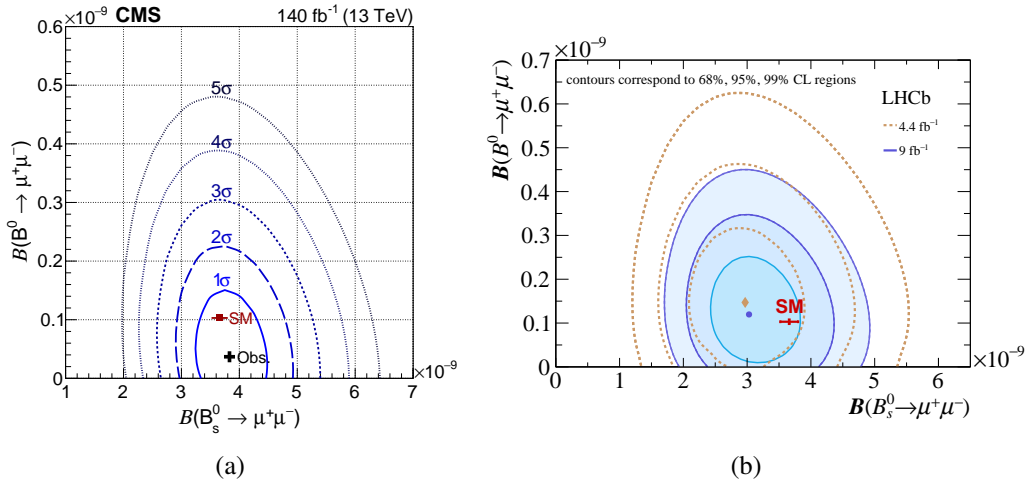 ×10⁻⁹ CMS 140 fb⁻¹ (13 TeV)
0.6
0.5
0.4
0.3
0.2
0.1
0
5σ
4σ
3σ
2σ
1σ
SM
Obs.
1 2 3 4 5 6 7
×10⁻⁹
B(B⁰ → μ⁺μ⁻)
B(B⁰ₛ → μ⁺μ⁻)
(a)
×10⁻⁹
0.7
0.6
0.4
0.3
0.1
0
contours correspond to 68%, 95%, 99% CL regions
LHCb
4.4 fb⁻¹
9 fb⁻¹
SM
0 1 2 3 4 5 6
×10⁻⁹
B(B⁰→μ⁺μ⁻)
B(B⁰ₛ→μ⁺μ⁻)
(b)